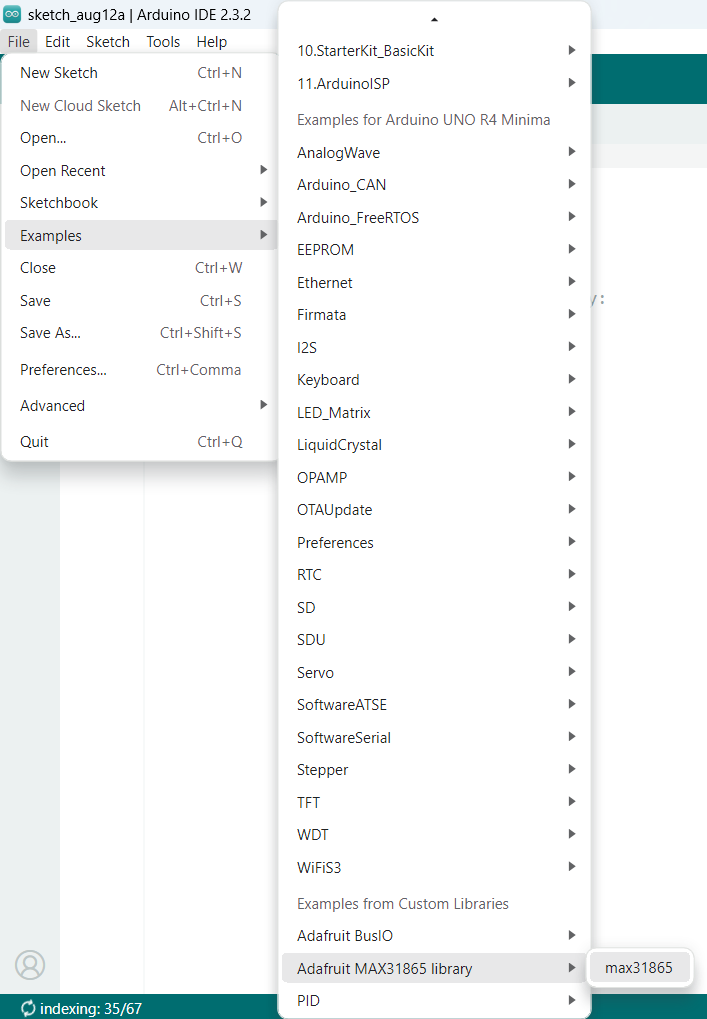 sketch_aug12a | Arduino IDE 2.3.2
File Edit Sketch Tools Help
New Sketch Ctrl+N
New Cloud Sketch Alt+Ctrl+N
Open... Ctrl+O
Open Recent
Sketchbook
Examples
Close Ctrl+W
Save Ctrl+S
Save As... Ctrl+Shift+S
Preferences... Ctrl+Comma
Advanced
Quit Ctrl+Q
10.StarterKit_BasicKit
11.ArduinoISP
Examples for Arduino UNO R4 Minima
AnalogWave
Arduino_CAN
Arduino_FreeRTOS
EEPROM
Ethernet
Firmata
I2S
Keyboard
LED_Matrix
LiquidCrystal
OPAMP
OTAUpdate
Preferences
RTC
SD
SDU
Servo
SoftwareATSE
SoftwareSerial
Stepper
TFT
WDT
WiFiS3
Examples from Custom Libraries
Adafruit BusIO
Adafruit MAX31865 library
PID
max31865
indexing: 35/67